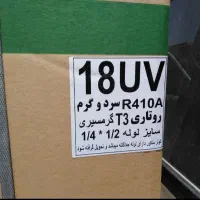 18UV
R410A سرد و گرم
روتاری T3 گرمسیری
سایز لوله 1/2 * 1/4